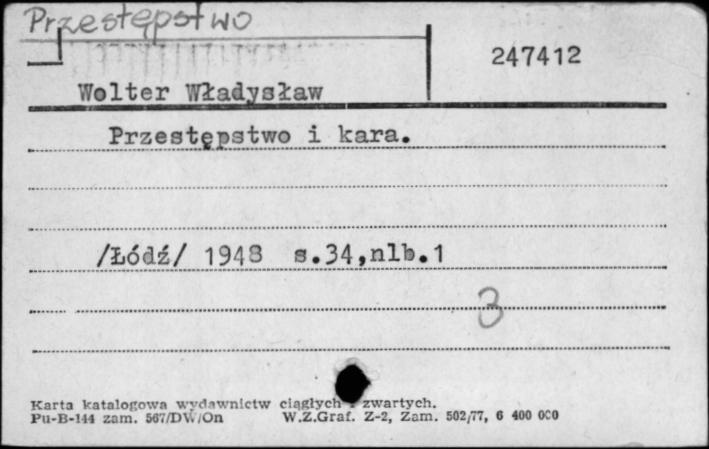 Przestępstwo
247412
Wolter Władysław
Przestępstwo i kara.
/Łódź/ 1948 s.34,nlb.1
3
Karta katalogowa wydawnictw ciągłych i zwartych.
Pu-B-144 zam. 567/DW/On W.Z.Graf. Z-2, Zam. 502/77, 6 400 000